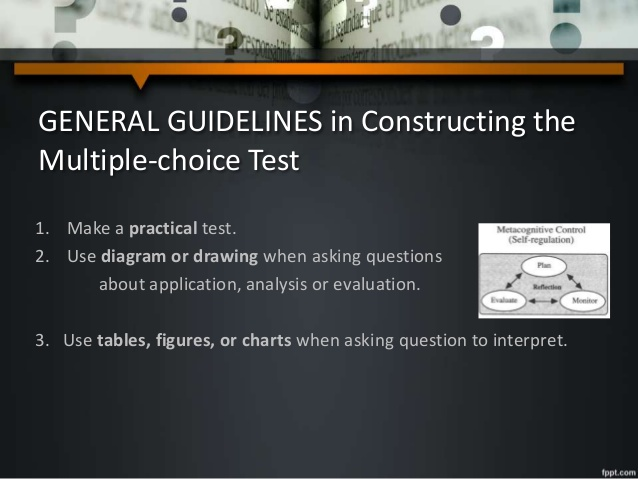 GENERAL GUIDELINES in Constructing the
Multiple-choice Test
1. Make a practical test.
2. Use diagram or drawing when asking questions
about application, analysis or evaluation.
Metacognitive Control
(Self-regulation)
Plan
Reflection
Evaluate
Monitor
3. Use tables, figures, or charts when asking question to interpret.
fppt.com